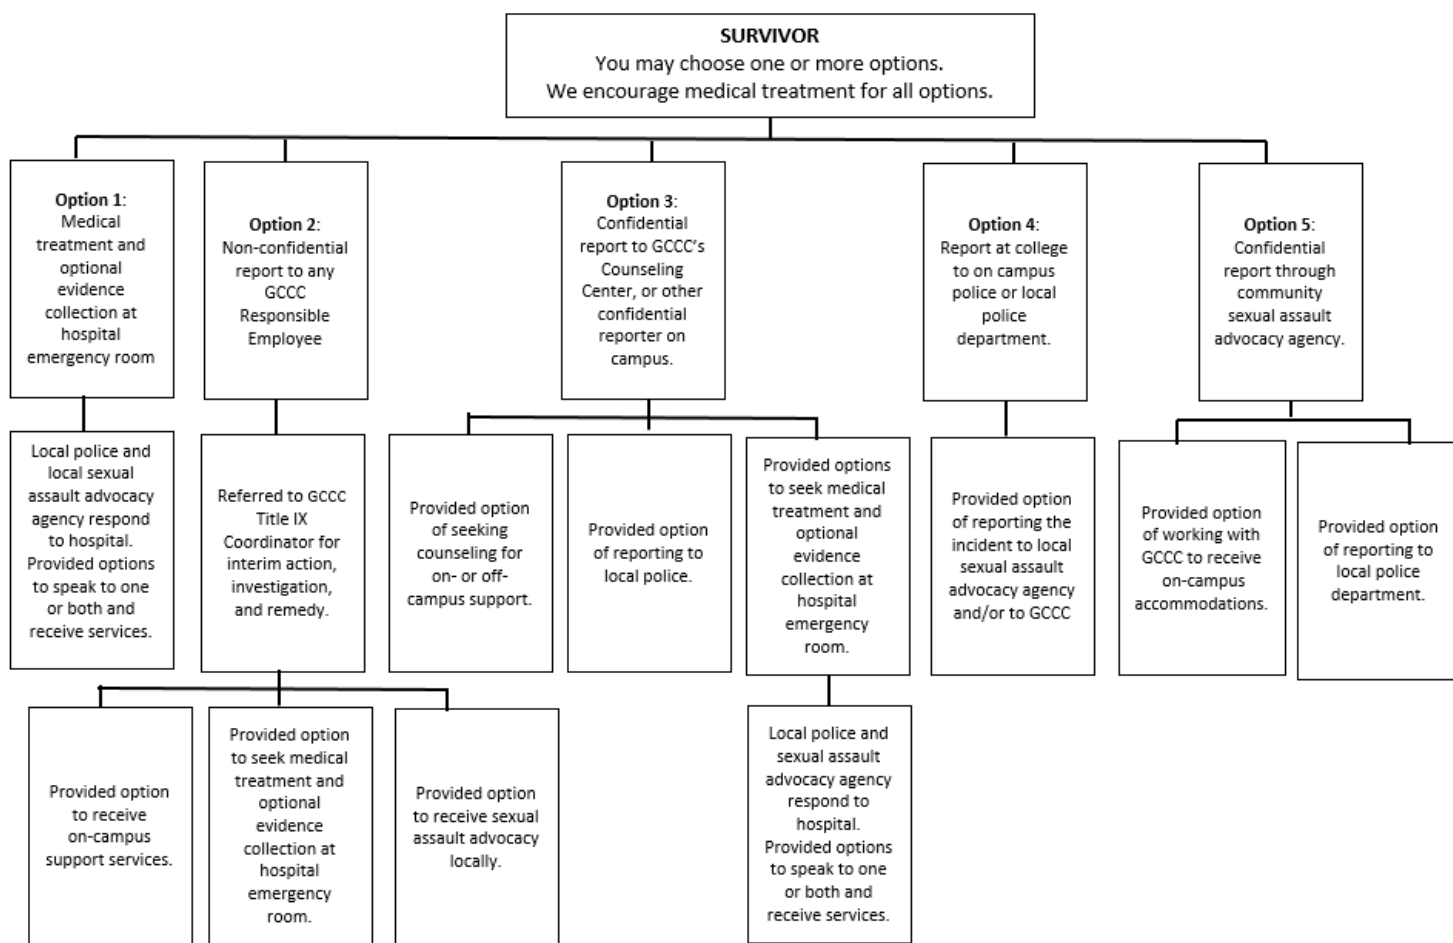 SURVIVOR
You may choose one or more options.
We encourage medical treatment for all options.
Option 1:
Medical
treatment and
optional
evidence
collection at
hospital
emergency room
Option 2:
Non-confidential
report to any
GCCC
Responsible
Employee
Option 3:
Confidential
report to GCCC's
Counseling
Center, or other
confidential
reporter on
campus.
Option 4:
Report at college
to on campus
police or local
police
department.
Option 5:
Confidential
report through
community
sexual assault
advocacy agency.
Local police and
local sexual
assault advocacy
agency respond
to hospital.
Provided options
to speak to one
or both and
receive services.
Referred to GCCC
Title IX
Coordinator for
interim action,
investigation,
and remedy.
Provided option
of seeking
counseling for
on- or off-
campus support.
Provided option
of reporting to
local police.
Provided options
to seek medical
treatment and
optional
evidence
collection at
hospital
emergency
room.
Provided option
of reporting the
incident to local
sexual assault
advocacy agency
and/or to GCCC
Provided option
of working with
GCCC to receive
on-campus
accommodations.
Provided option
of reporting to
local police
department.
Provided option
to receive
on-campus
support services.
Provided option
to seek medical
treatment and
optional
evidence
collection at
hospital
emergency
room.
Provided option
to receive sexual
assault advocacy
locally.
Local police and
sexual assault
advocacy agency
respond to
hospital.
Provided options
to speak to one
or both and
receive services.